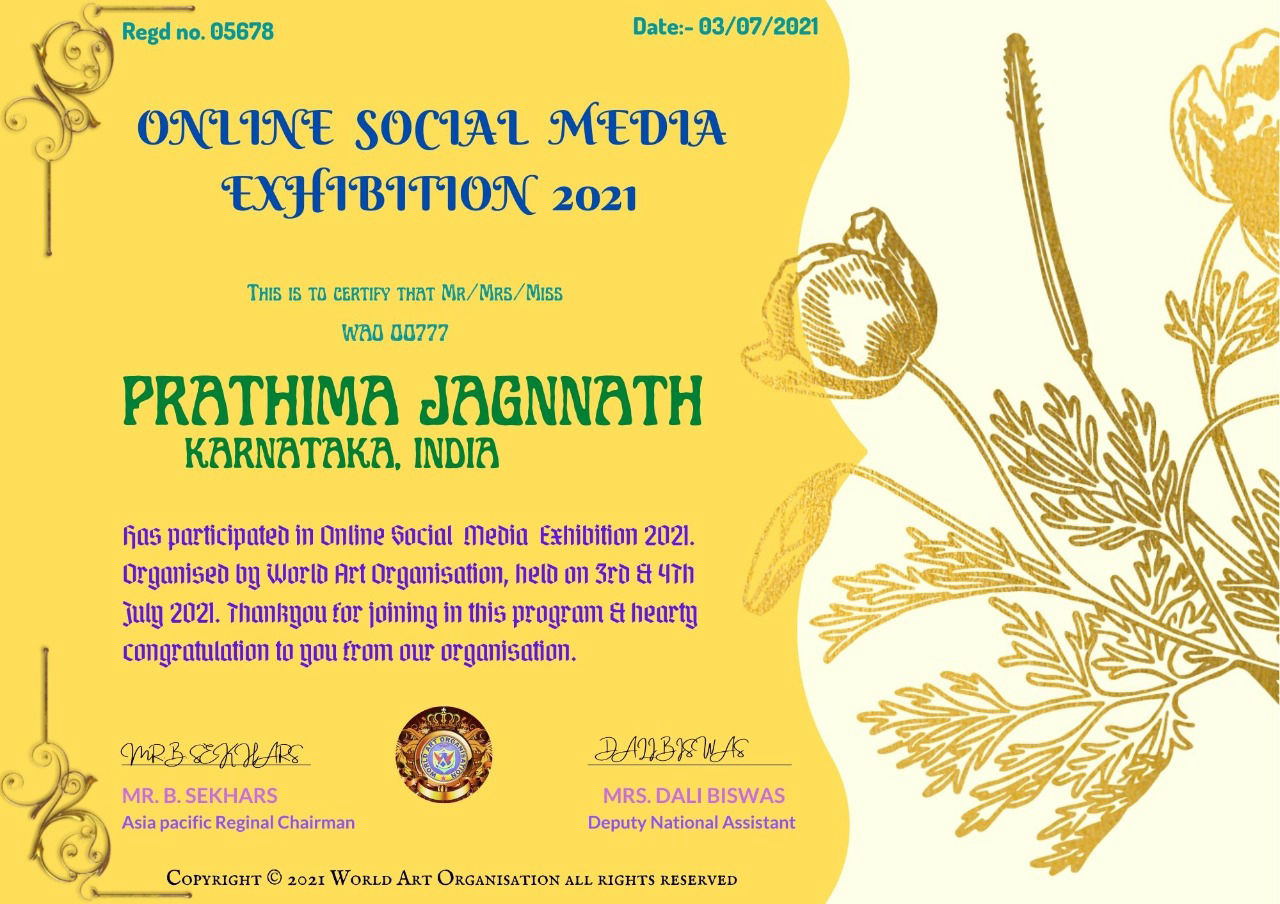 Regd no. 05678
Date:- 03/07/2021
ONLINE SOCIAL MEDIA
EXHIBITION 2021
THIS IS TO CERTIFY THAT MR/MRS/MISS
WAO 00777
PRATHIMA JAGNNATH
KARNATAKA, INDIA
Has participated in Online Social Media Exhibition 2021.
Organised by World Art Organisation, held on 3rd & 4Th
July 2021. Thankyou for joining in this program & hearty
congratulation to you from our organisation.
MR.B SEKHARS
DALI BISWAS
WORLD ART ORGANISATION
MR. B. SEKHARS
MRS. DALI BISWAS
Asia pacific Reginal Chairman
Deputy National Assistant
COPYRIGHT © 2021 WORLD ART ORGANISATION ALL RIGHTS RESERVED